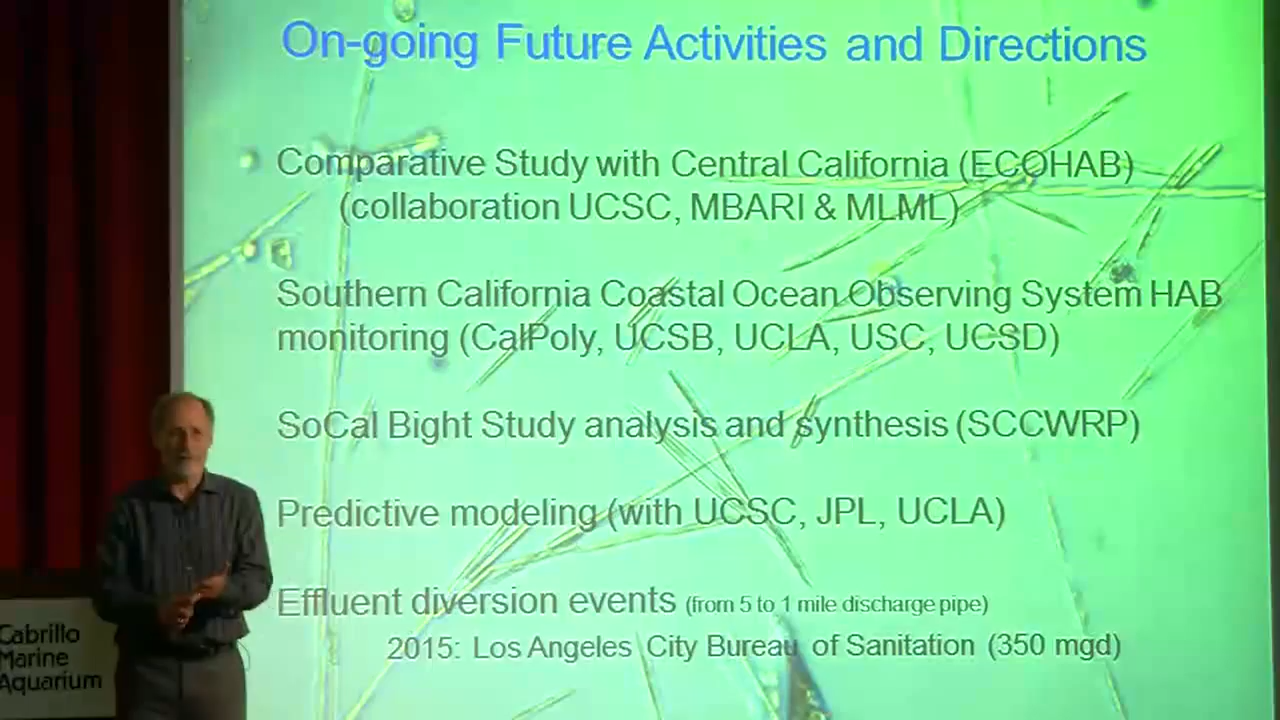 On-going Future Activities and Directions
Comparative Study with Central California (ECOHAB)
(collaboration UCSC, MBARI & MLML)
Southern California Coastal Ocean Observing System HAB
monitoring (CalPoly, UCSB, UCLA, USC, UCSD)
SoCal Bight Study analysis and synthesis (SCCWRP)
Predictive modeling (with UCSC, JPL, UCLA)
Effluent diversion events (from 5 to 1 mile discharge pipe)
2015: Los Angeles City Bureau of Sanitation (350 mgd)
Cabrillo
Marine
Aquarium